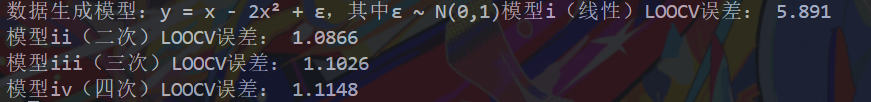 数据生成模型：y = x - 2x² + ε，其中ε ~ N(0,1)模型i（线性）LOOCV误差： 5.891
模型ii（二次）LOOCV误差： 1.0866
模型iii（三次）LOOCV误差： 1.1026
模型iv（四次）LOOCV误差： 1.1148